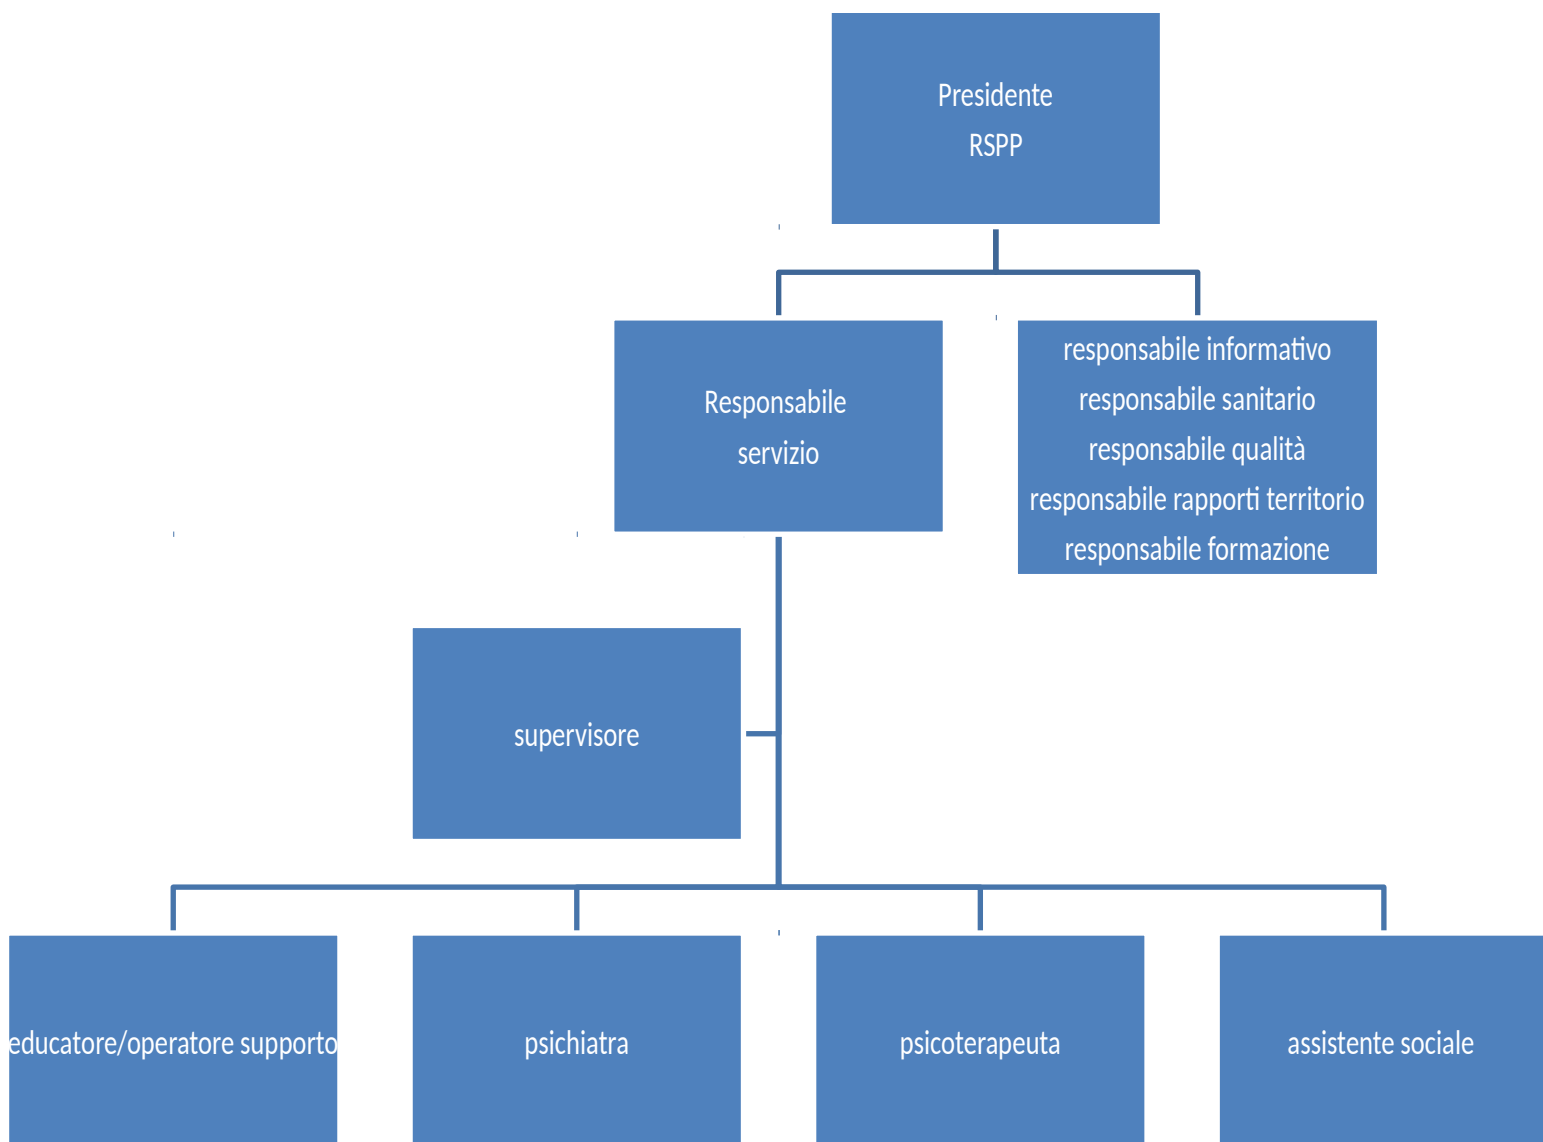 Presidente
RSPP
Responsabile
servizio
responsabile informativo
responsabile sanitario
responsabile qualità
responsabile rapporti territorio
responsabile formazione
supervisore
educatore/operatore supporto
psichiatra
psicoterapeuta
assistente sociale